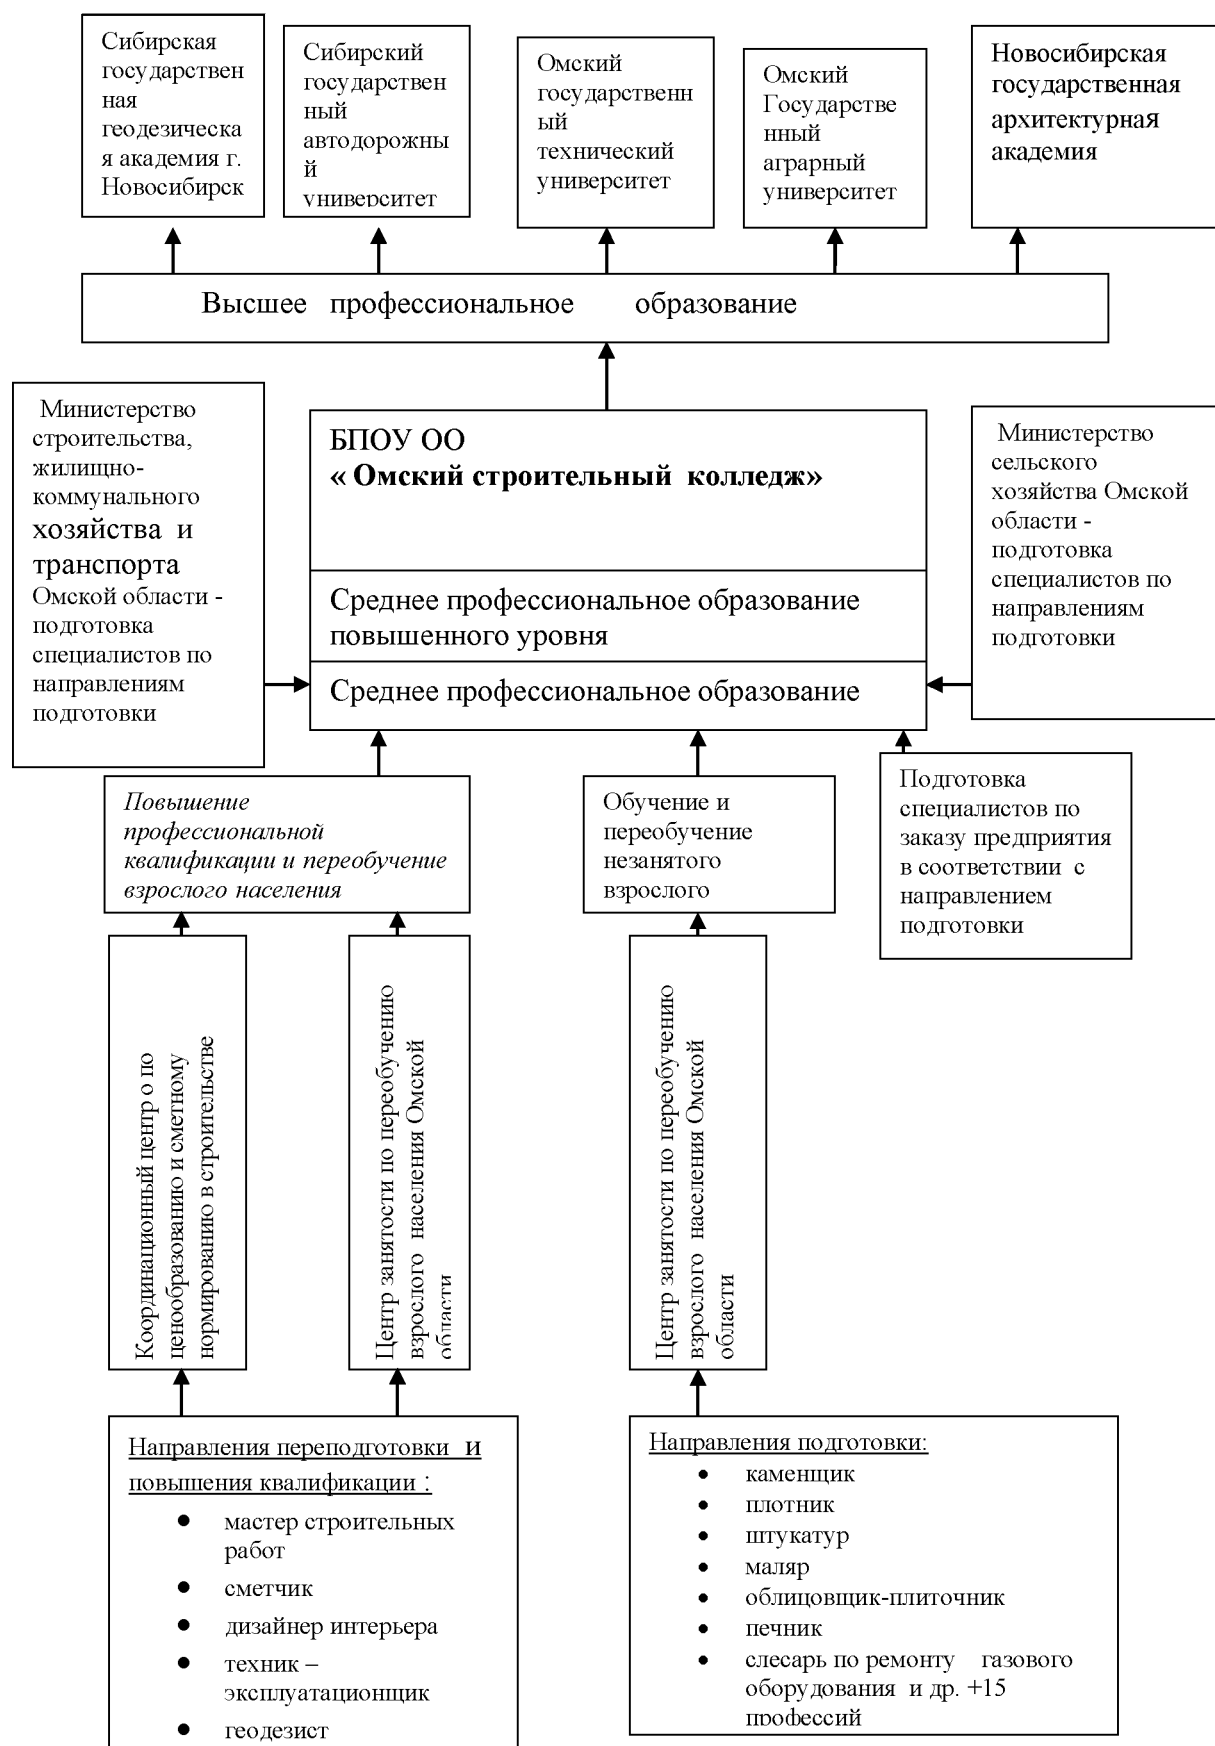 Сибирская
государствен
ная
геодезическа
я академия г.
Новосибирск
Сибирский
государствен
ный
автодорожны
й
университет
Омский
государственн
ый
технический
университет
Омский
Государстве
нный
аграрный
университет
Новосибирская
государственная
архитектурная
академия
Высшее профессиональное образование
Министерство
строительства,
жилищно-
коммунального
хозяйства и
транспорта
Омской области -
подготовка
специалистов по
направлениям
подготовки
БПОУ ОО
« Омский строительный колледж»
Среднее профессиональное образование
повышенного уровня
Среднее профессиональное образование
Министерство
сельского
хозяйства Омской
области -
подготовка
специалистов по
направлениям
подготовки
Повышение
профессиональной
квалификации и переобучение
взрослого населения
Обучение и
переобучение
незанятого
взрослого
Подготовка
специалистов по
заказу предприятия
в соответствии с
направлением
подготовки
Координационный центр о по
ценообразованию и сметному
нормированию в строительстве
Центр занятости по переобучению
взрослого населения Омской
области
Центр занятости по переобучению
взрослого населения Омской
области
Направления переподготовки и
повышения квалификации :
● мастер строительных
работ
● сметчик
● дизайнер интерьера
● техник –
эксплуатационщик
● геодезист
Направления подготовки:
• каменщик
• плотник
• штукатур
• маляр
• облицовщик-плиточник
• печник
• слесарь по ремонту газового
оборудования и др. +15
профессий